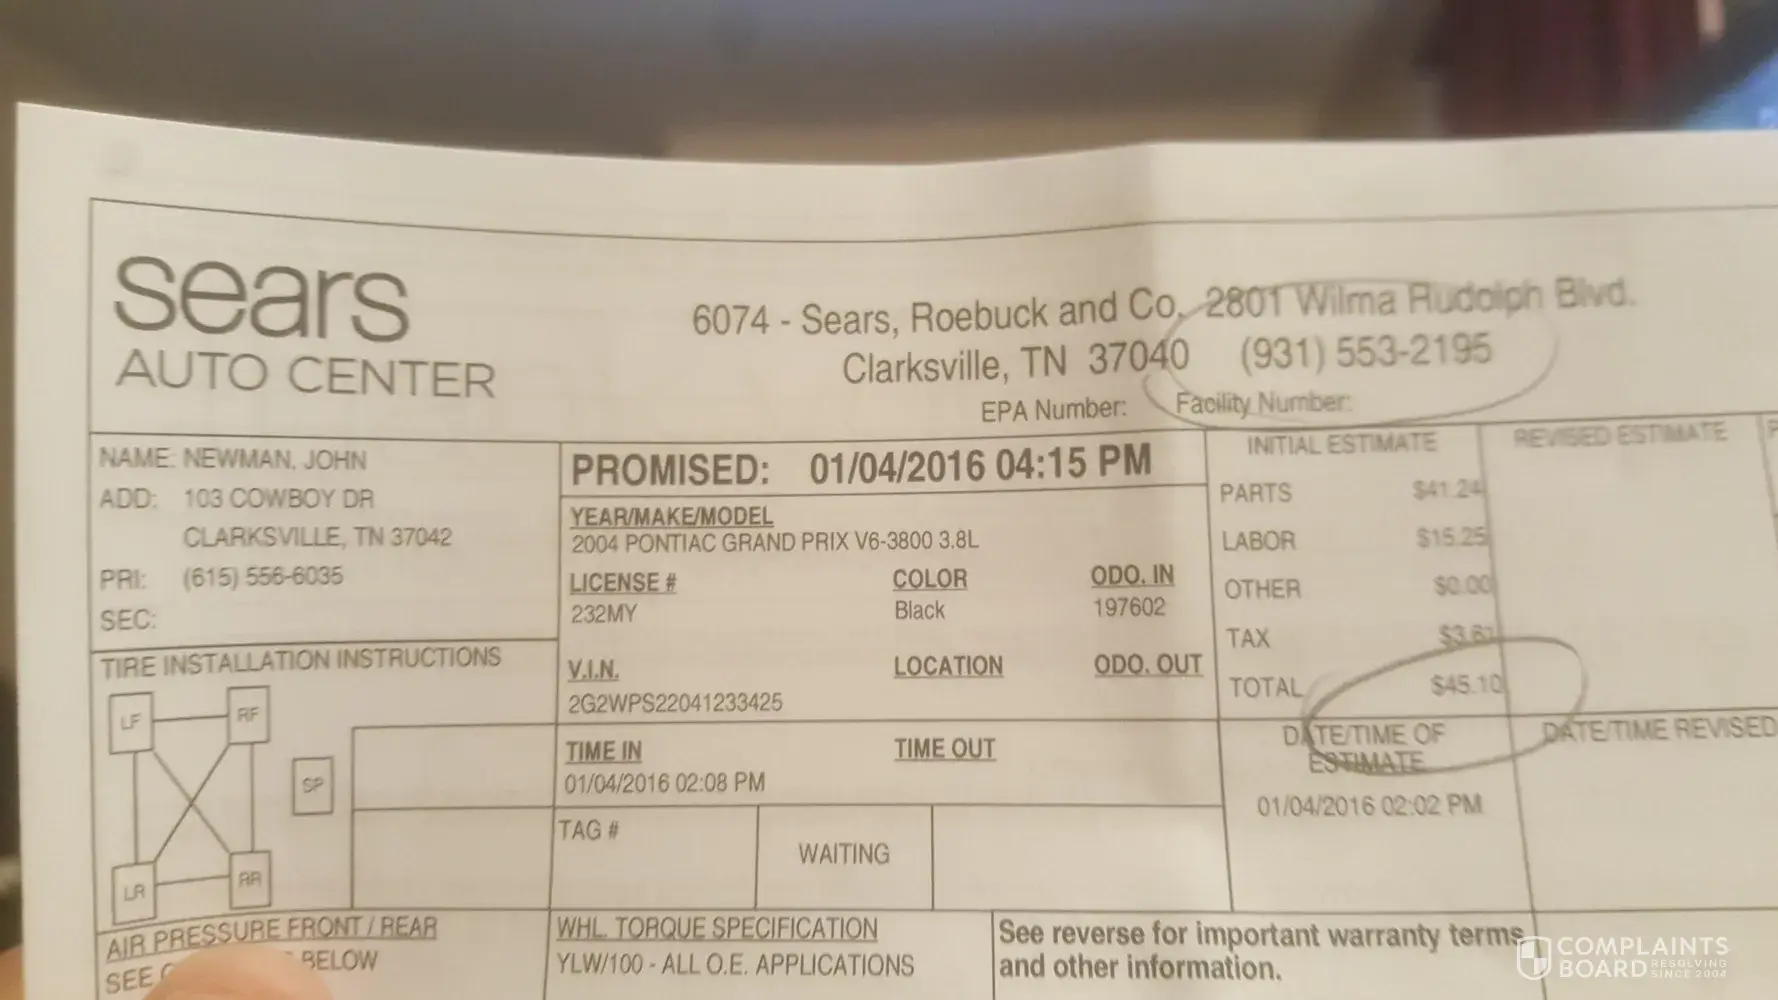 sears
AUTO CENTER
6074 - Sears, Roebuck and Co. 2801 Wilma Rudolph Blvd.
Clarksville, TN 37040 (931) 553-2195
EPA Number: Facility Number:
NAME: NEWMAN, JOHN
ADD: 103 COWBOY DR
CLARKSVILLE, TN 37042
PRI: (615) 556-6035
SEC:
PROMISED: 01/04/2016 04:15 PM
YEAR/MAKE/MODEL
2004 PONTIAC GRAND PRIX V6-3800 3.8L
LICENSE # COLOR ODO. IN
232MY Black 197602
V.I.N. LOCATION ODO. OUT
2G2WPS22041233425
TIME IN TIME OUT
01/04/2016 02:08 PM
TAG # WAITING
INITIAL ESTIMATE REVISED ESTIMATE
PARTS $41.24
LABOR $15.25
OTHER $0.00
TAX
TOTAL $45.10
DATE/TIME OF ESTIMATE DATE/TIME REVISED
01/04/2016 02:02 PM
TIRE INSTALLATION INSTRUCTIONS
LF RF
SP
LR RR
AIR PRESSURE FRONT / REAR
SEE BELOW
WHL. TORQUE SPECIFICATION
YLW/100 - ALL O.E. APPLICATIONS
See reverse for important warranty terms
and other information.
COMPLAINTS
BOARD RESOLVING SINCE 2004